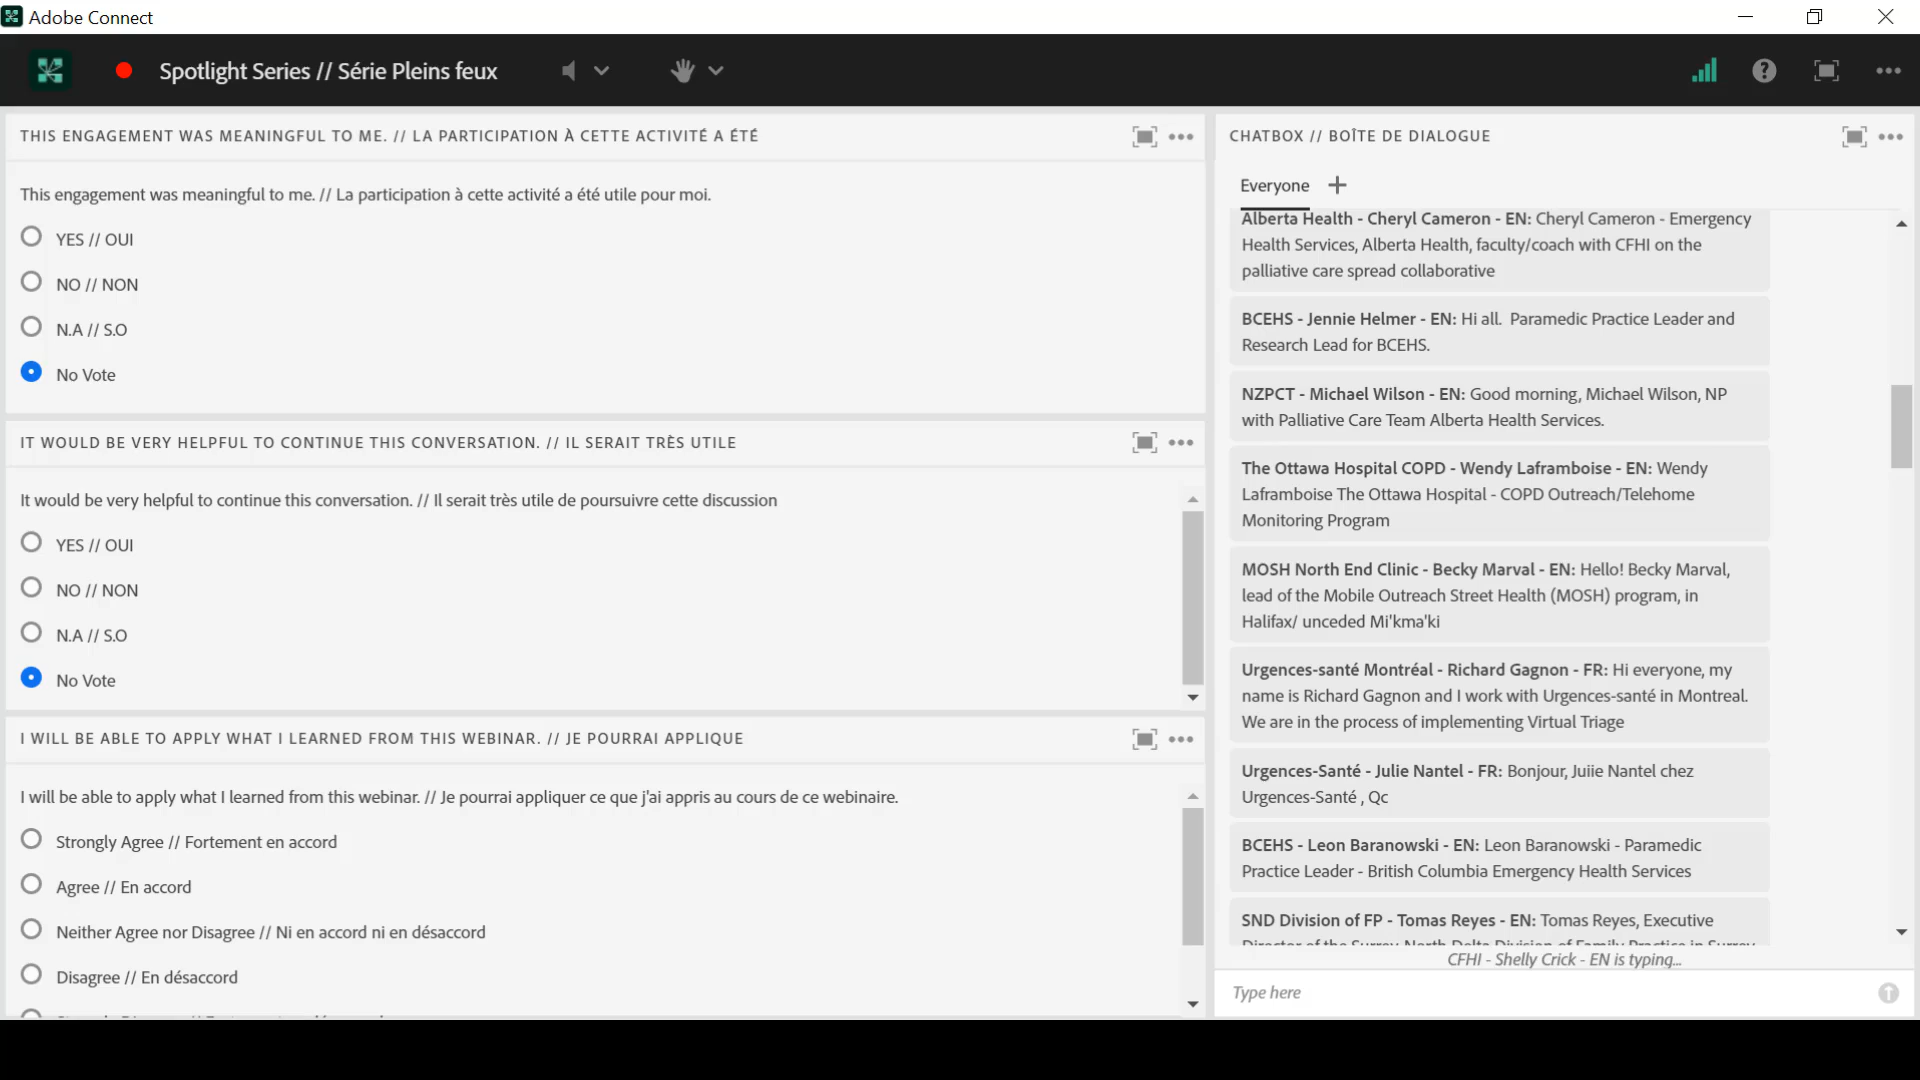 Adobe Connect
Spotlight Series // Série Pleins feux
THIS ENGAGEMENT WAS MEANINGFUL TO ME. // LA PARTICIPATION À CETTE ACTIVITÉ A ÉTÉ
This engagement was meaningful to me. // La participation à cette activité a été utile pour moi.
YES // OUI
NO // NON
N.A // S.O
No Vote
IT WOULD BE VERY HELPFUL TO CONTINUE THIS CONVERSATION. // IL SERAIT TRÈS UTILE
It would be very helpful to continue this conversation. // Il serait très utile de poursuivre cette discussion
YES // OUI
NO // NON
N.A // S.O
No Vote
I WILL BE ABLE TO APPLY WHAT I LEARNED FROM THIS WEBINAR. // JE POURRAI APPLIQUE
I will be able to apply what I learned from this webinar. // Je pourrai appliquer ce que j'ai appris au cours de ce webinaire.
Strongly Agree // Fortement en accord
Agree // En accord
Neither Agree nor Disagree // Ni en accord ni en désaccord
Disagree // En désaccord
CHATBOX // BOÎTE DE DIALOGUE
Everyone
Alberta Health - Cheryl Cameron - EN: Cheryl Cameron - Emergency
Health Services, Alberta Health, faculty/coach with CFHI on the
palliative care spread collaborative
BCEHS - Jennie Helmer - EN: Hi all. Paramedic Practice Leader and
Research Lead for BCEHS.
NZPCT - Michael Wilson - EN: Good morning, Michael Wilson, NP
with Palliative Care Team Alberta Health Services.
The Ottawa Hospital COPD - Wendy Laframboise - EN: Wendy
Laframboise The Ottawa Hospital - COPD Outreach/Telehome
Monitoring Program
MOSH North End Clinic - Becky Marval - EN: Hello! Becky Marval,
lead of the Mobile Outreach Street Health (MOSH) program, in
Halifax/ unceded Mi'kma'ki
Urgences-santé Montréal - Richard Gagnon - FR: Hi everyone, my
name is Richard Gagnon and I work with Urgences-santé in Montreal.
We are in the process of implementing Virtual Triage
Urgences-Santé - Julie Nantel - FR: Bonjour, Juiie Nantel chez
Urgences-Santé , Qc
BCEHS - Leon Baranowski - EN: Leon Baranowski - Paramedic
Practice Leader - British Columbia Emergency Health Services
SND Division of FP - Tomas Reyes - EN: Tomas Reyes, Executive
Director of the Surrey North Delta Division of Family Practice in Surrey
CFHI - Shelly Crick - EN is typing...
Type here